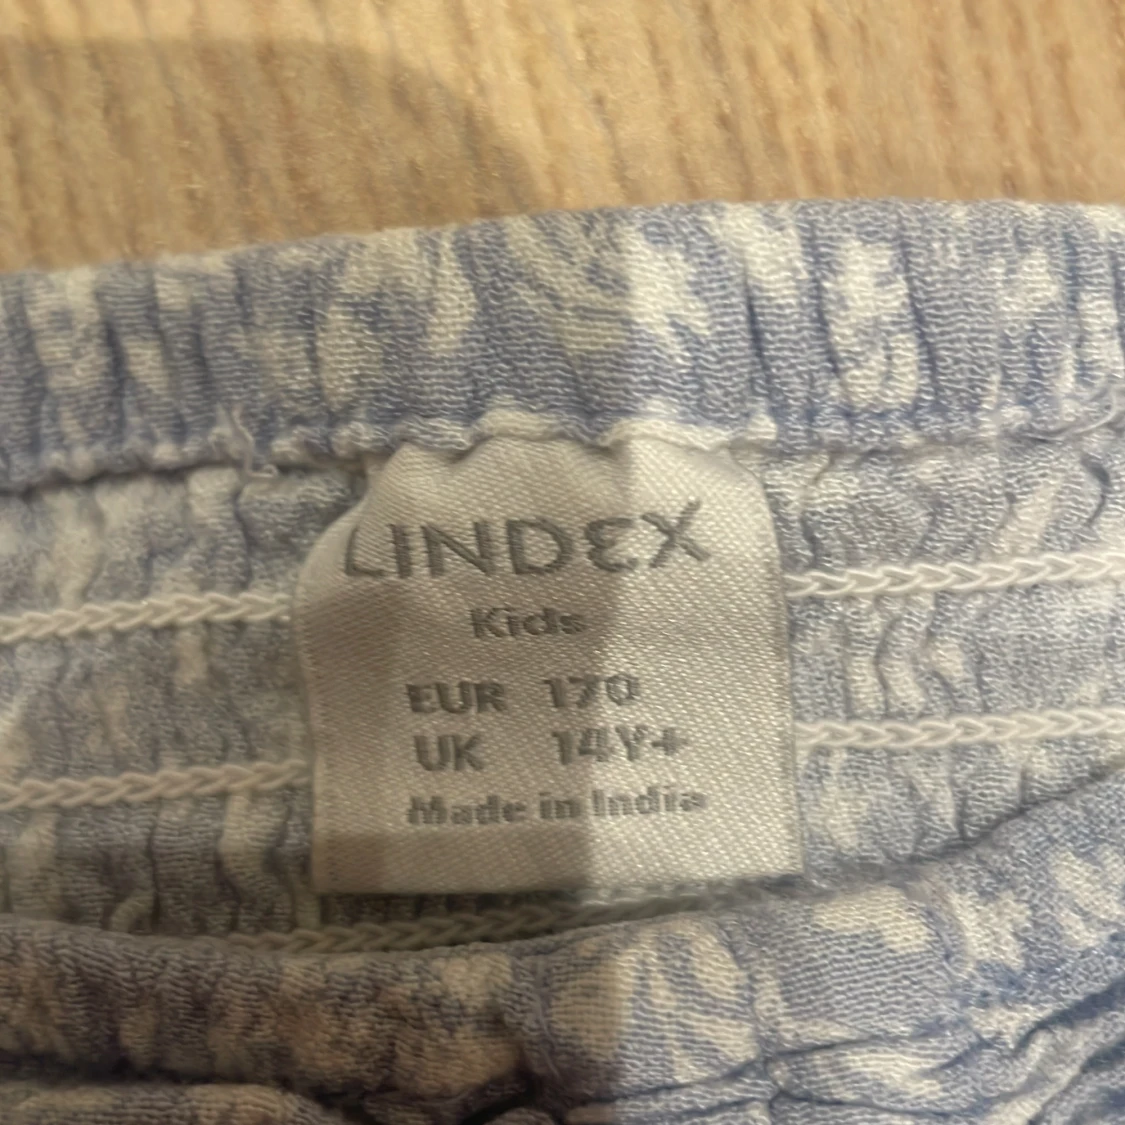 LINDEX
Kids
EUR 170
UK 14Y+
Made in India